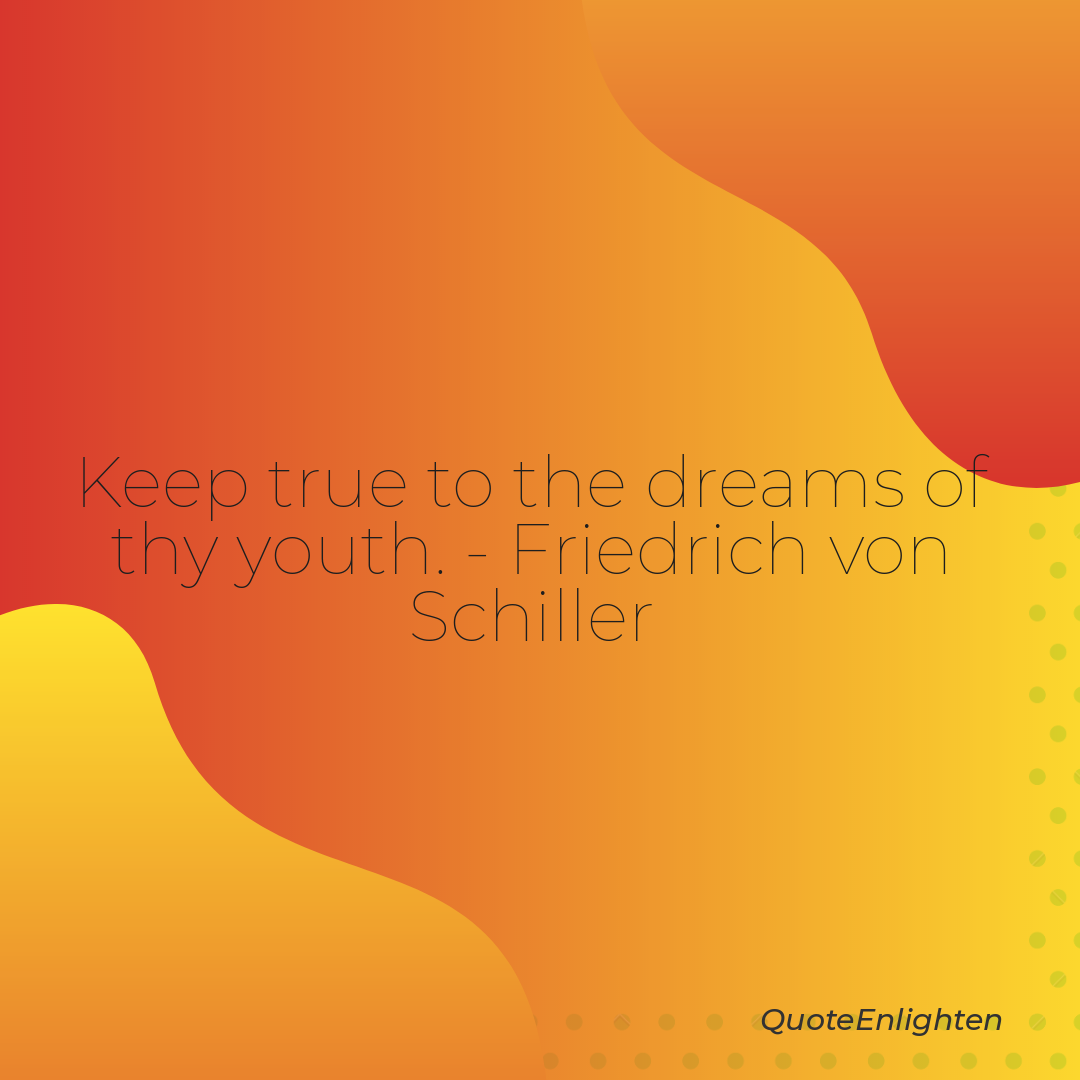 Keep true to the dreams of
thy youth. - Friedrich von
Schiller
QuoteEnlighten